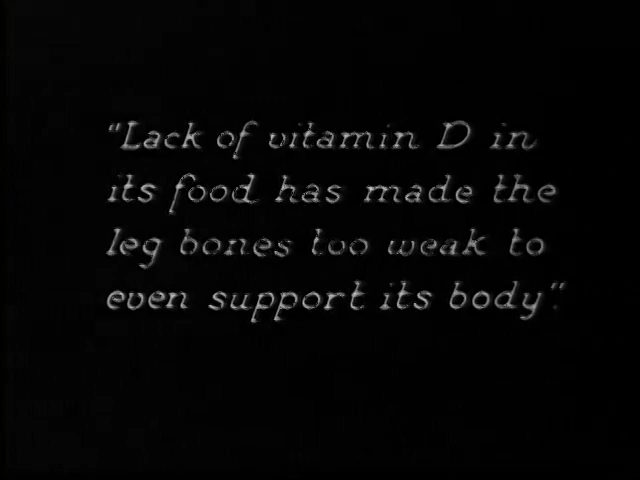 "Lack of vitamin D in
its food has made the
leg bones too weak to
even support its body".